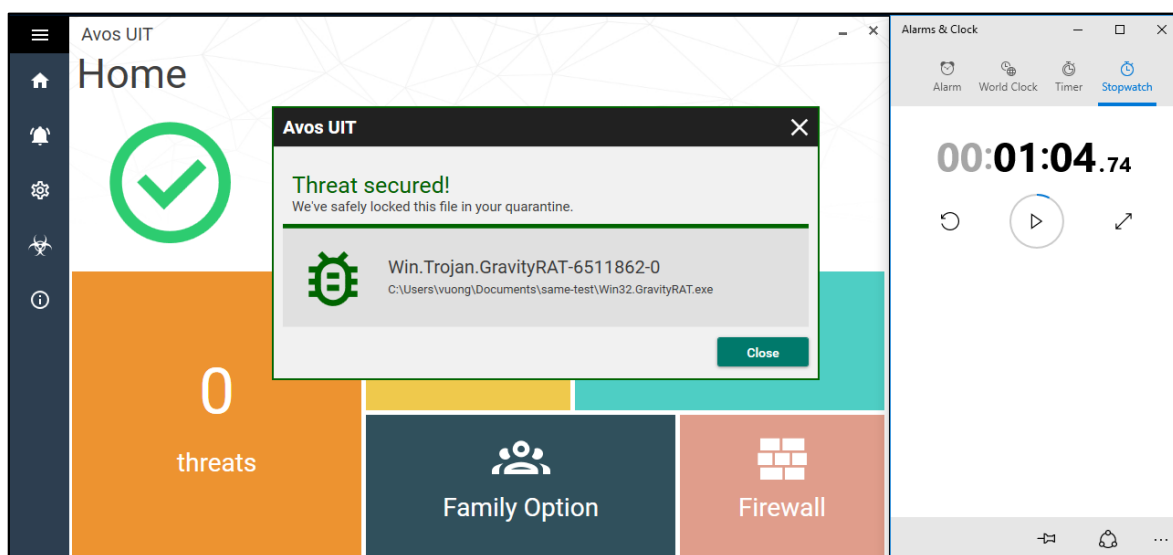 Avos UIT
Home
Avos UIT
Threat secured!
We've safely locked this file in your quarantine.
Win.Trojan.GravityRAT-6511862-0
C:\Users\vuong\Documents\same-test\Win32.GravityRAT.exe
Close
0
threats
Family Option
Firewall
Alarms & Clock
Alarm
World Clock
Timer
Stopwatch
00:01:04.74